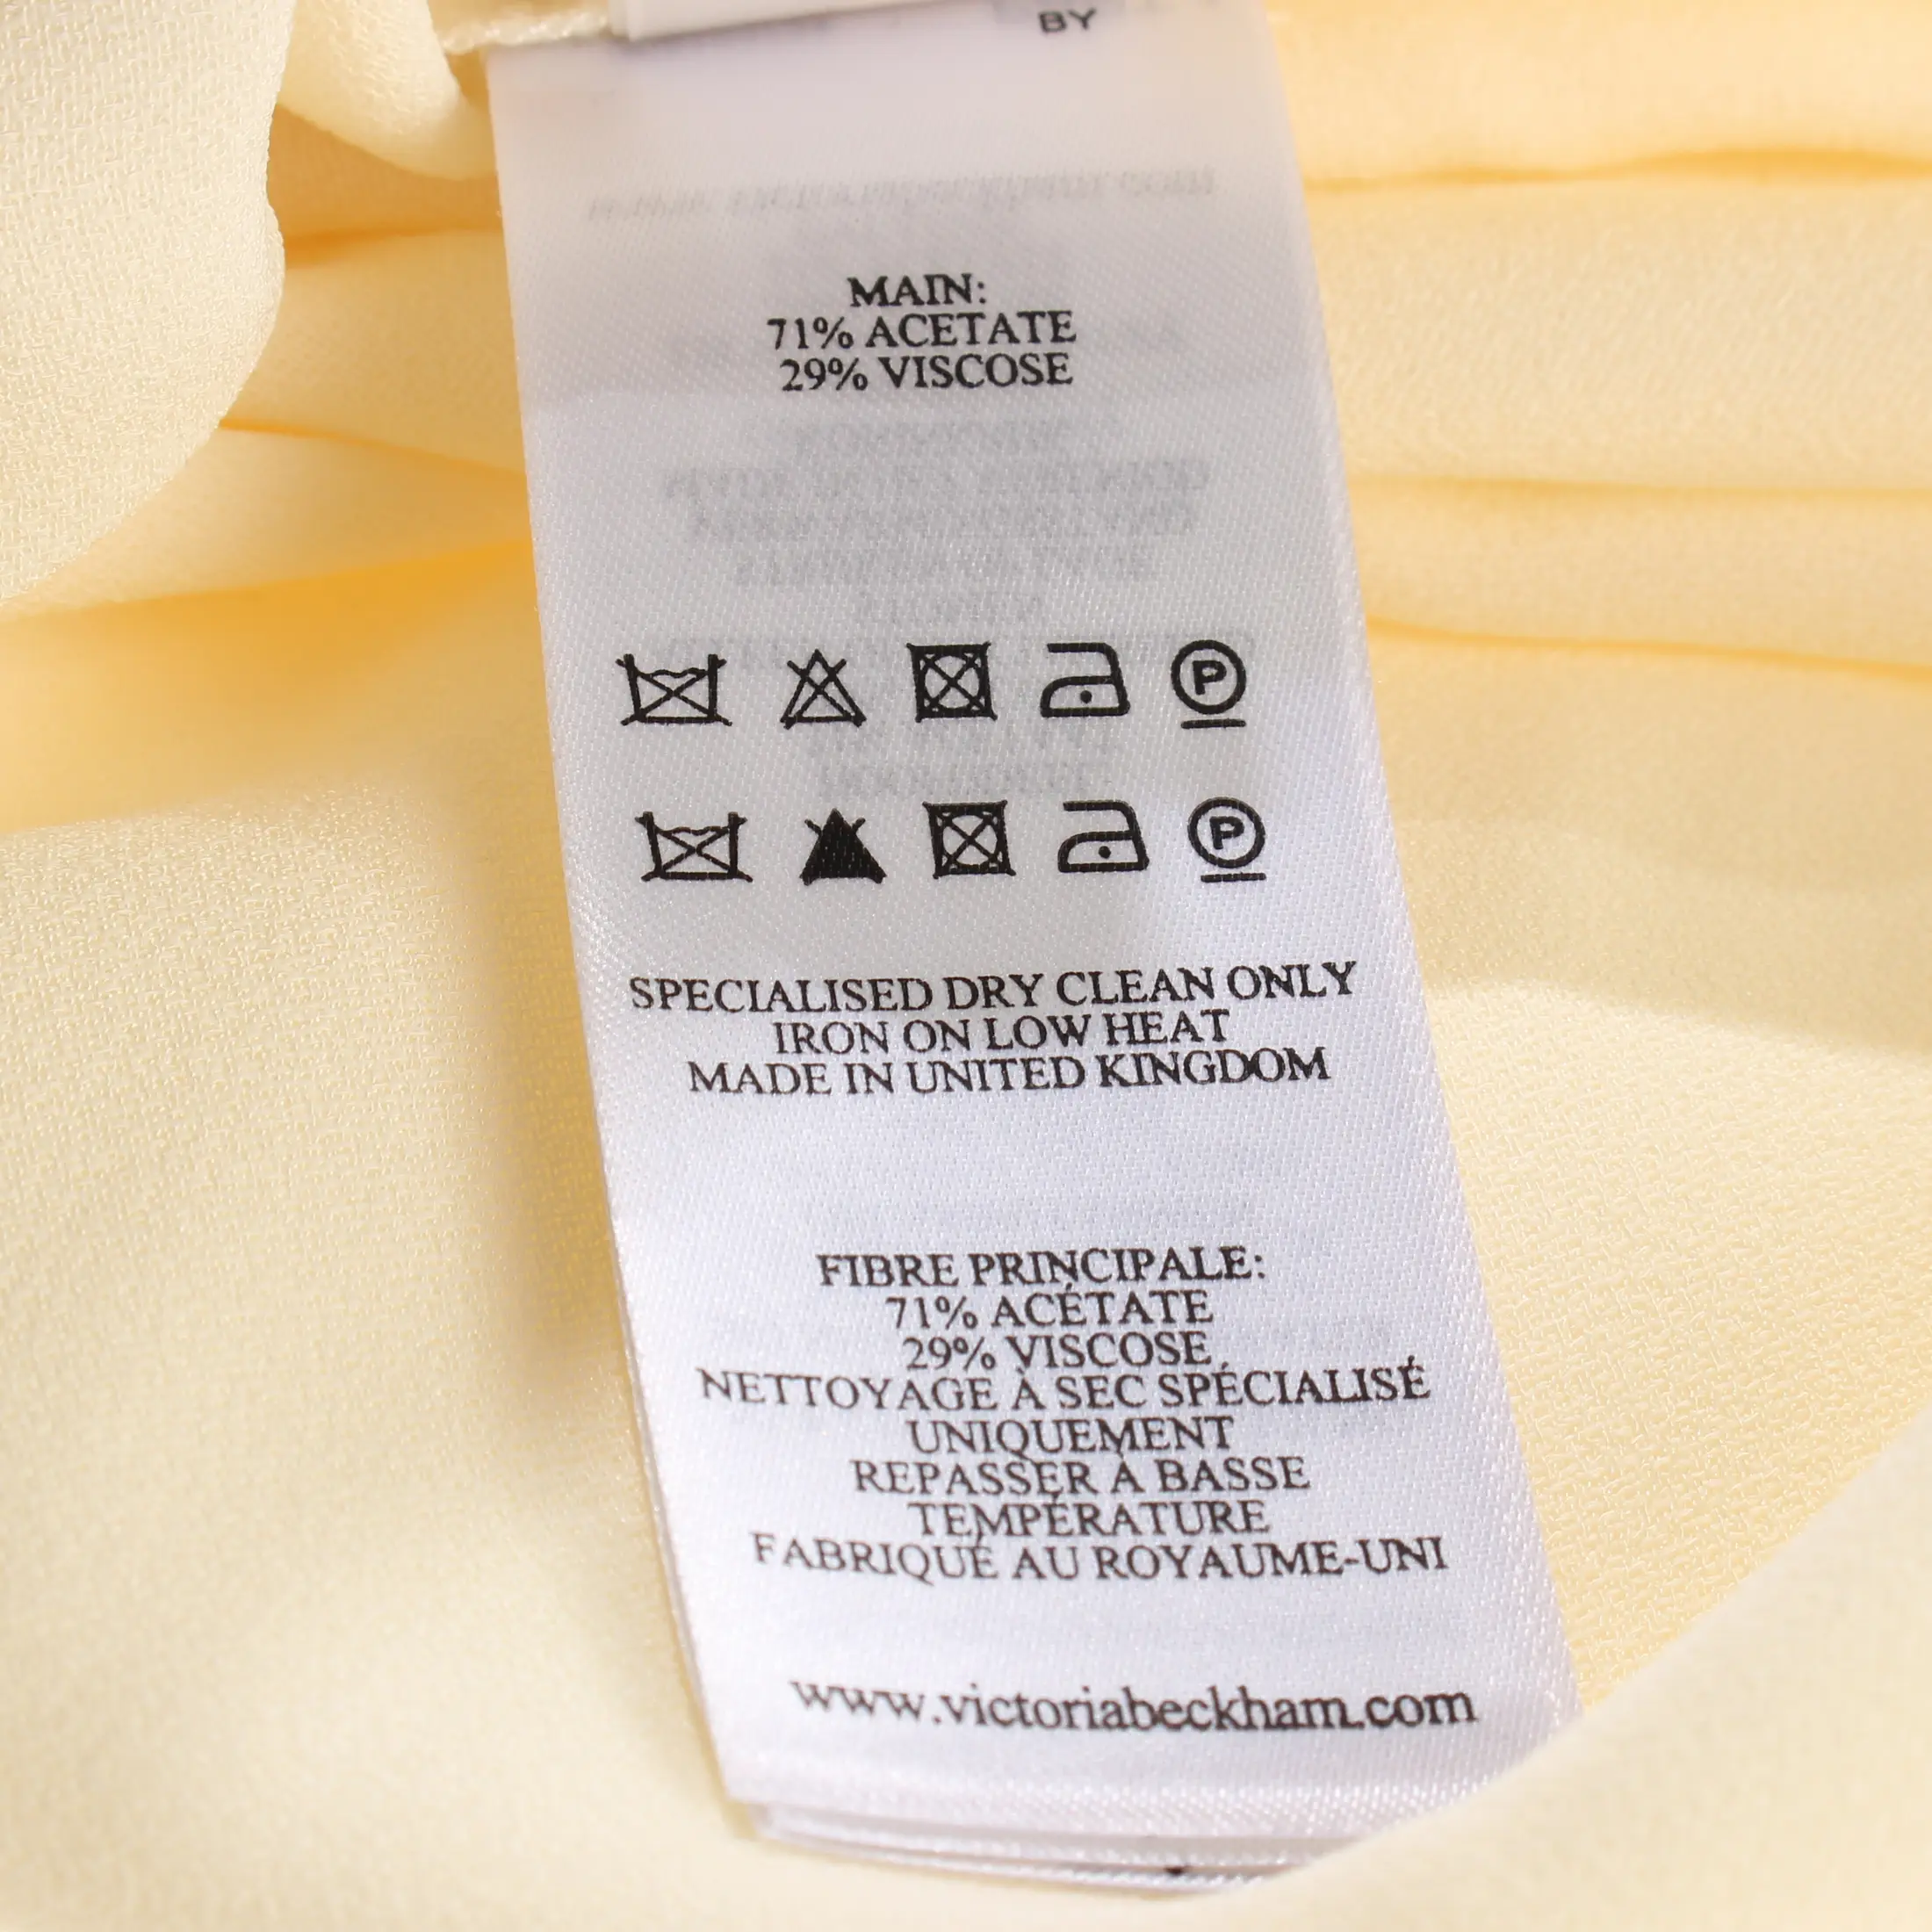 BY
MAIN:
71% ACETATE
29% VISCOSE
P
P
SPECIALISED DRY CLEAN ONLY
IRON ON LOW HEAT
MADE IN UNITED KINGDOM
FIBRE PRINCIPALE:
71% ACÉTATE
29% VISCOSE
NETTOYAGE À SEC SPÉCIALISÉ
UNIQUEMENT
REPASSER À BASSE
TEMPÉRATURE
FABRIQUÉ AU ROYAUME-UNI
www.victoriabeckham.com